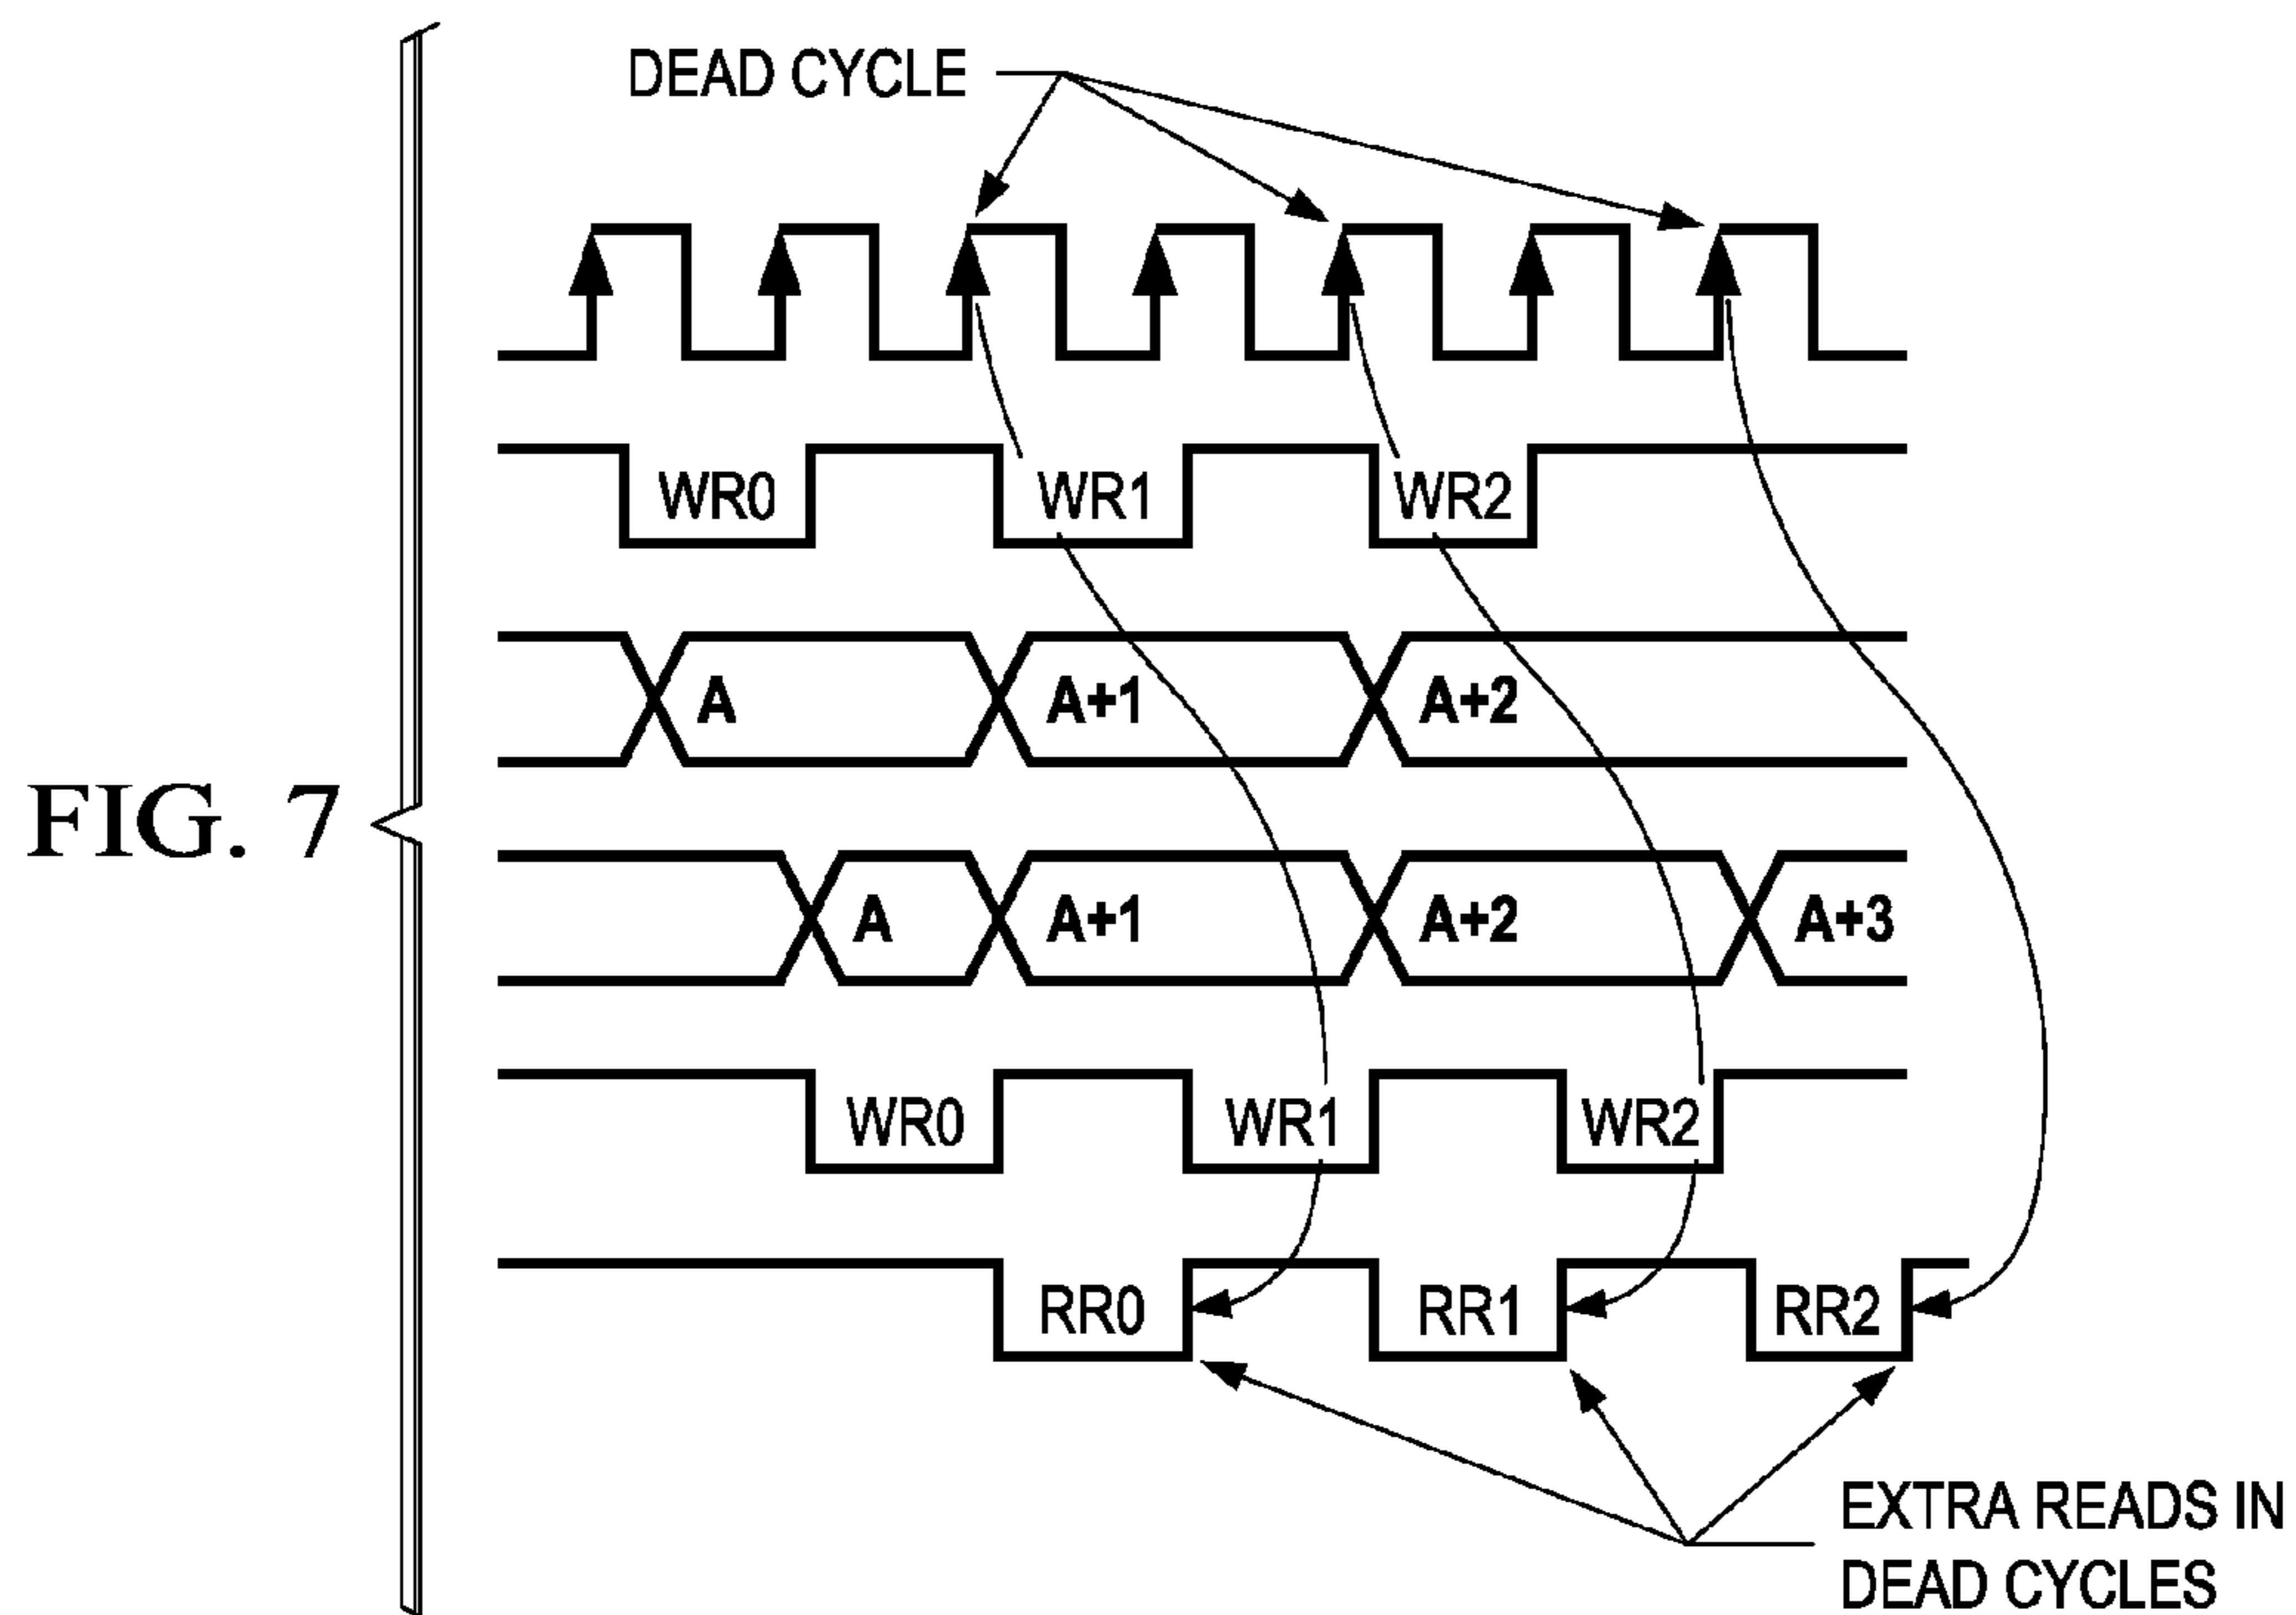 DEAD CYCLE
WR0 WR1 WR2
A A+1 A+2
FIG. 7
A A+1 A+2 A+3
WR0 WR1 WR2
RR0 RR1 RR2
EXTRA READS IN
DEAD CYCLES